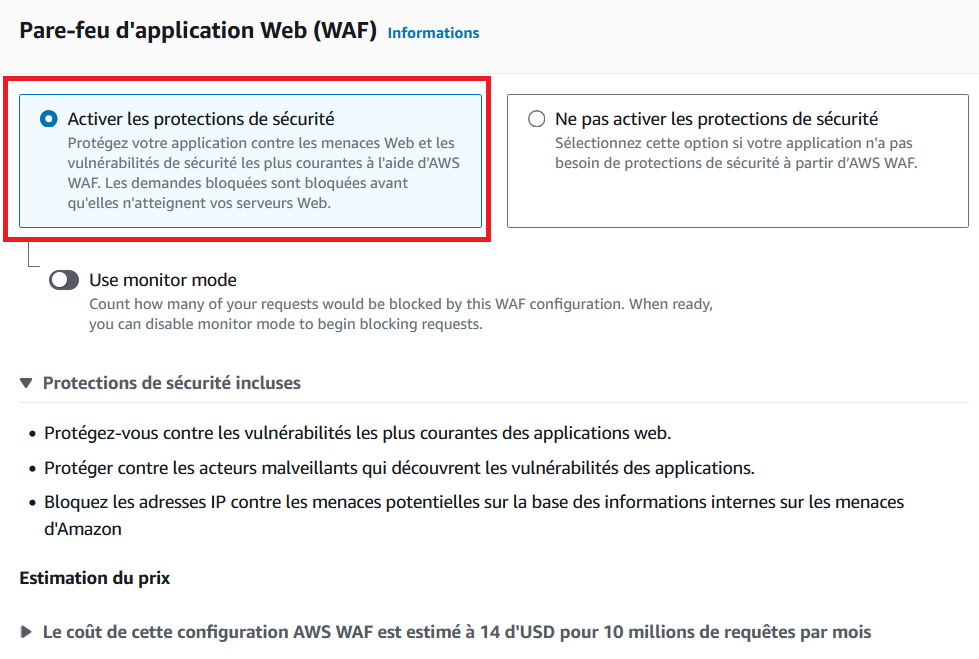 Pare-feu d'application Web (WAF) Informations
Activer les protections de sécurité
Protégez votre application contre les menaces Web et les
vulnérabilités de sécurité les plus courantes à l'aide d'AWS
WAF. Les demandes bloquées sont bloquées avant
qu'elles n'atteignent vos serveurs Web.
Ne pas activer les protections de sécurité
Sélectionnez cette option si votre application n'a pas
besoin de protections de sécurité à partir d'AWS WAF.
Use monitor mode
Count how many of your requests would be blocked by this WAF configuration. When ready,
you can disable monitor mode to begin blocking requests.
Protections de sécurité incluses
• Protégez-vous contre les vulnérabilités les plus courantes des applications web.
• Protéger contre les acteurs malveillants qui découvrent les vulnérabilités des applications.
• Bloquez les adresses IP contre les menaces potentielles sur la base des informations internes sur les menaces
d'Amazon
Estimation du prix
Le coût de cette configuration AWS WAF est estimé à 14 d'USD pour 10 millions de requêtes par mois